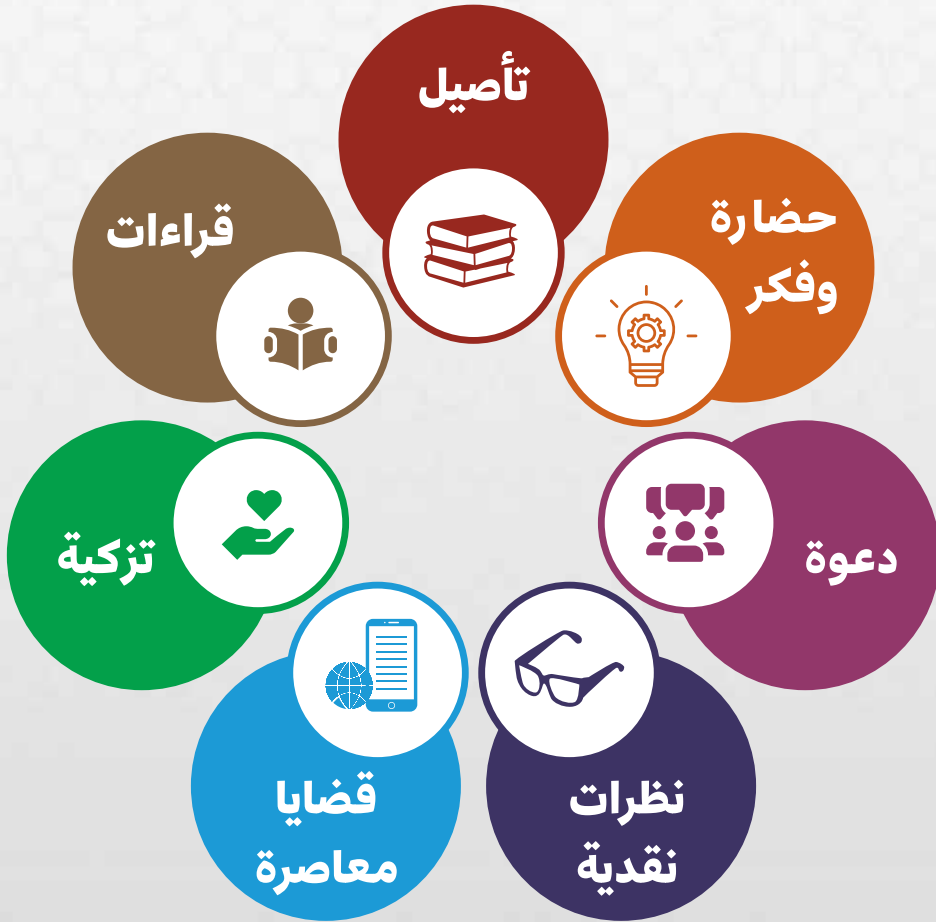 تأصيل
حضارة
وفكر
دعوة
نظرات
نقدية
قضايا
معاصرة
تزكية
قراءات